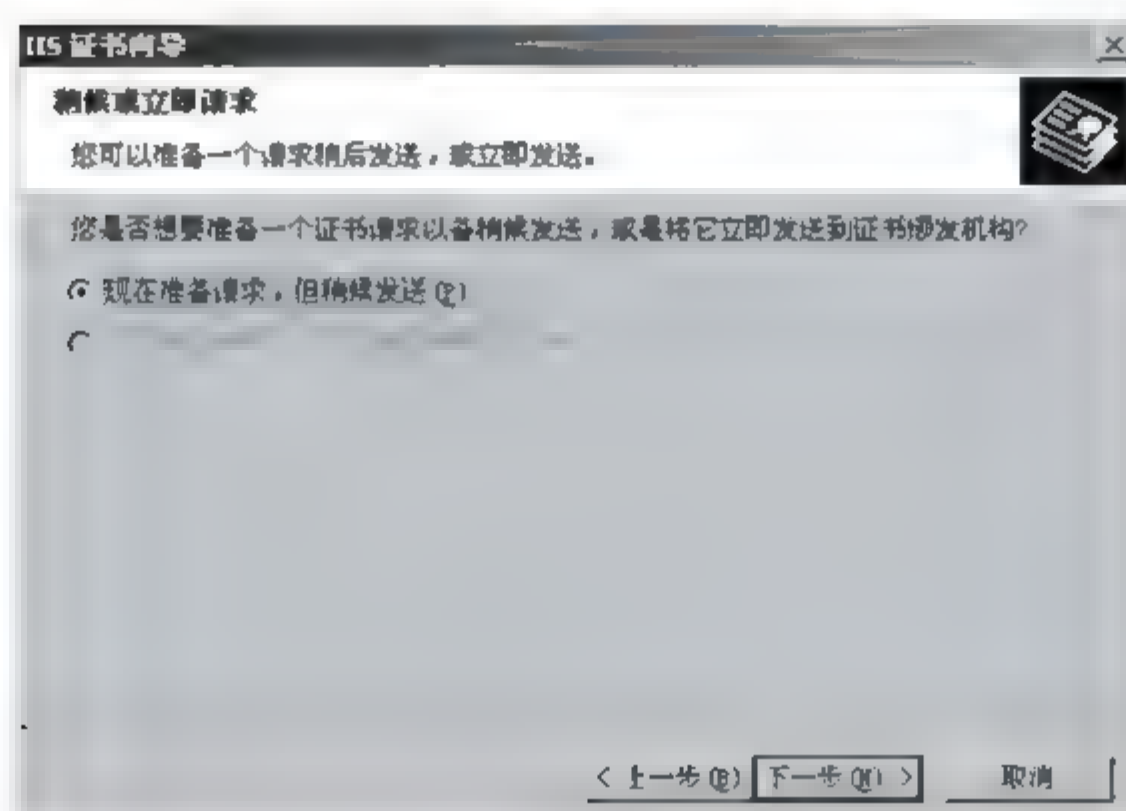 IIS 证书向导
稍候或立即请求
您可以准备一个请求稍后发送，或立即发送。
您是否想要准备一个证书请求以备稍候发送，或是将它立即发送到证书颁发机构?
现在准备请求，但稍候发送(P)
< 上一步(B)
下一步(N) >
取消